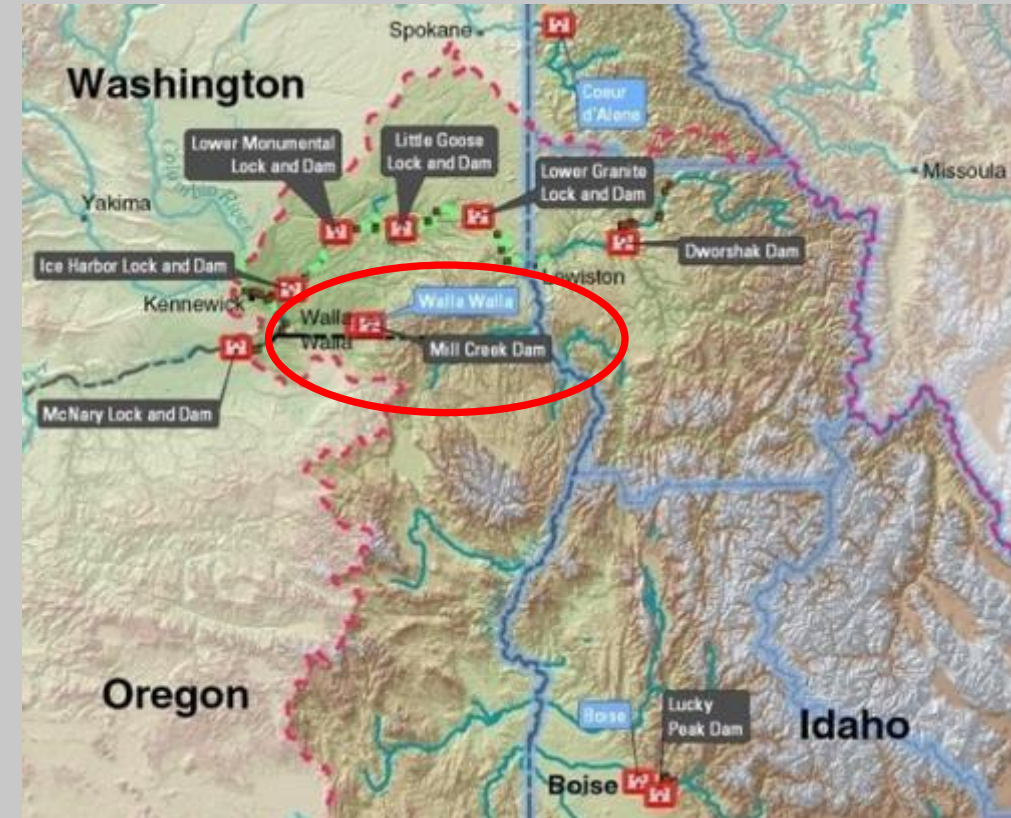 Spokane
Washington
Coeur
d'Alene
Lower Monumental
Lock and Dam
Little Goose
Lock and Dam
Lower Granite
Lock and Dam
Missoula
Columbia River
Yakima
Dworshak Dam
Ice Harbor Lock and Dam
Lewiston
Kennewick
Walla Walla
Walla
Walla
Mill Creek Dam
McNary Lock and Dam
Oregon
Boise
Lucky
Peak Dam
Idaho
Boise